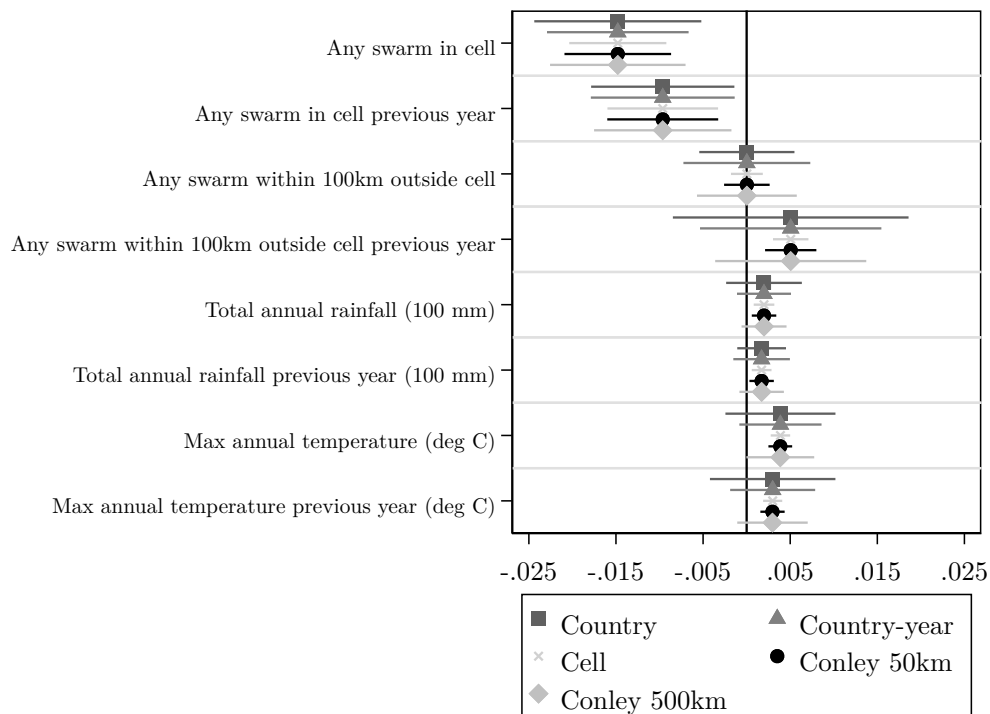 Any swarm in cell
Any swarm in cell previous year
Any swarm within 100km outside cell
Any swarm within 100km outside cell previous year
Total annual rainfall (100 mm)
Total annual rainfall previous year (100 mm)
Max annual temperature (deg C)
Max annual temperature previous year (deg C)
-.025 -.015 -.005 .005 .015 .025
Country Country-year
Cell Conley 50km
Conley 500km